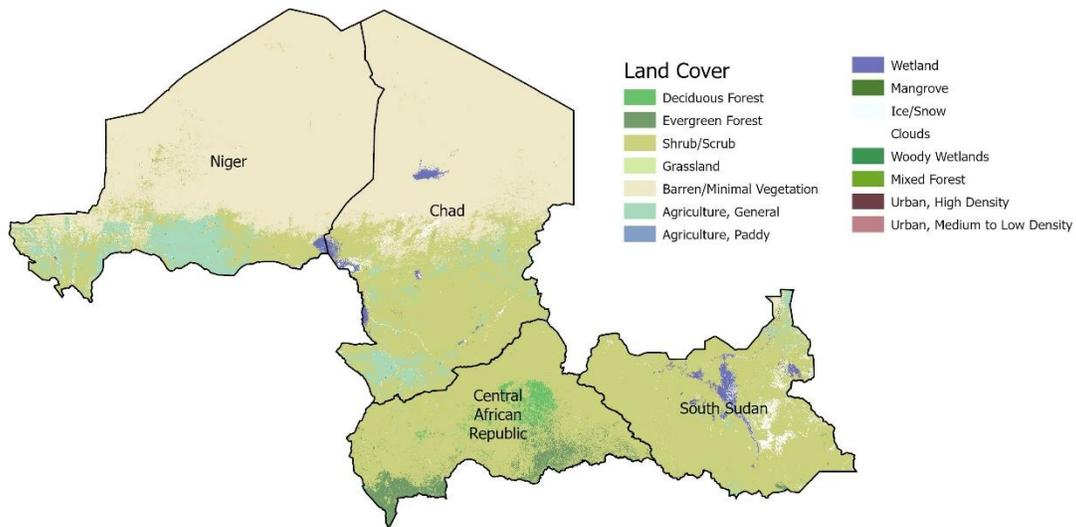 Niger
Chad
Central
African
Republic
South Sudan
Land Cover
Deciduous Forest
Evergreen Forest
Shrub/Scrub
Grassland
Barren/Minimal Vegetation
Agriculture, General
Agriculture, Paddy
Wetland
Mangrove
Ice/Snow
Clouds
Woody Wetlands
Mixed Forest
Urban, High Density
Urban, Medium to Low Density